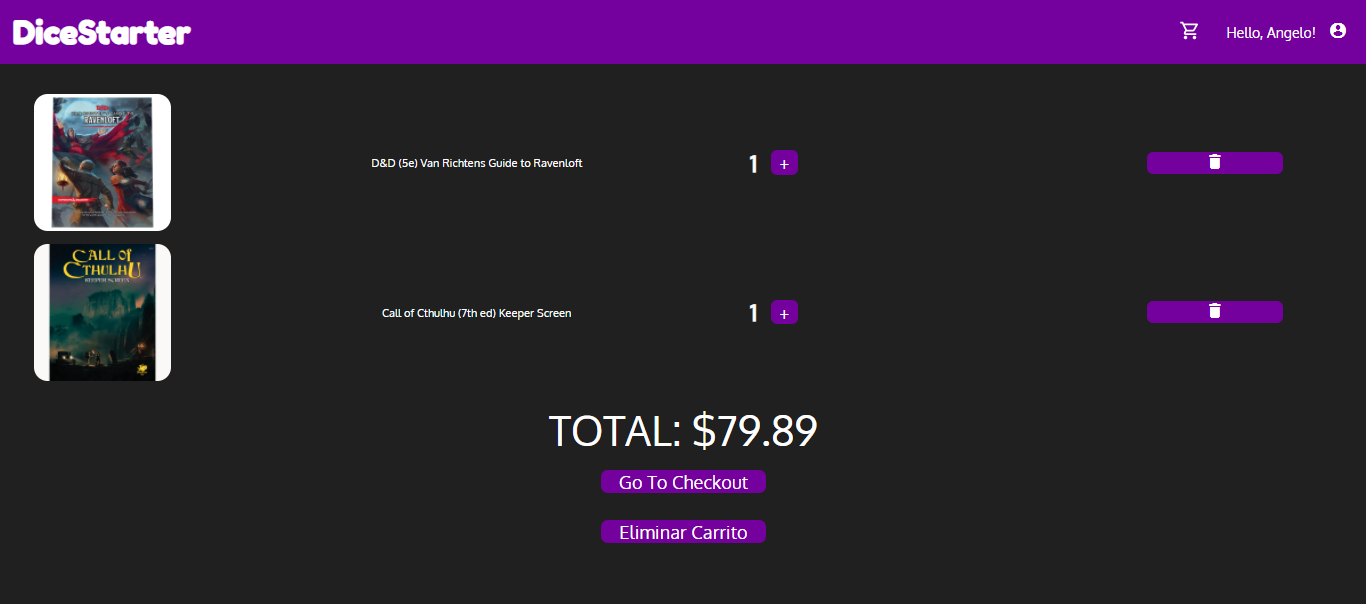 DiceStarter
Hello, Angelo!
RAVENLOFT
D&D (5e) Van Richtens Guide to Ravenloft
1 +
CALL of
CTHULHU
KEEPER SCREEN
Call of Cthulhu (7th ed) Keeper Screen
1 +
TOTAL: $79.89
Go To Checkout
Eliminar Carrito